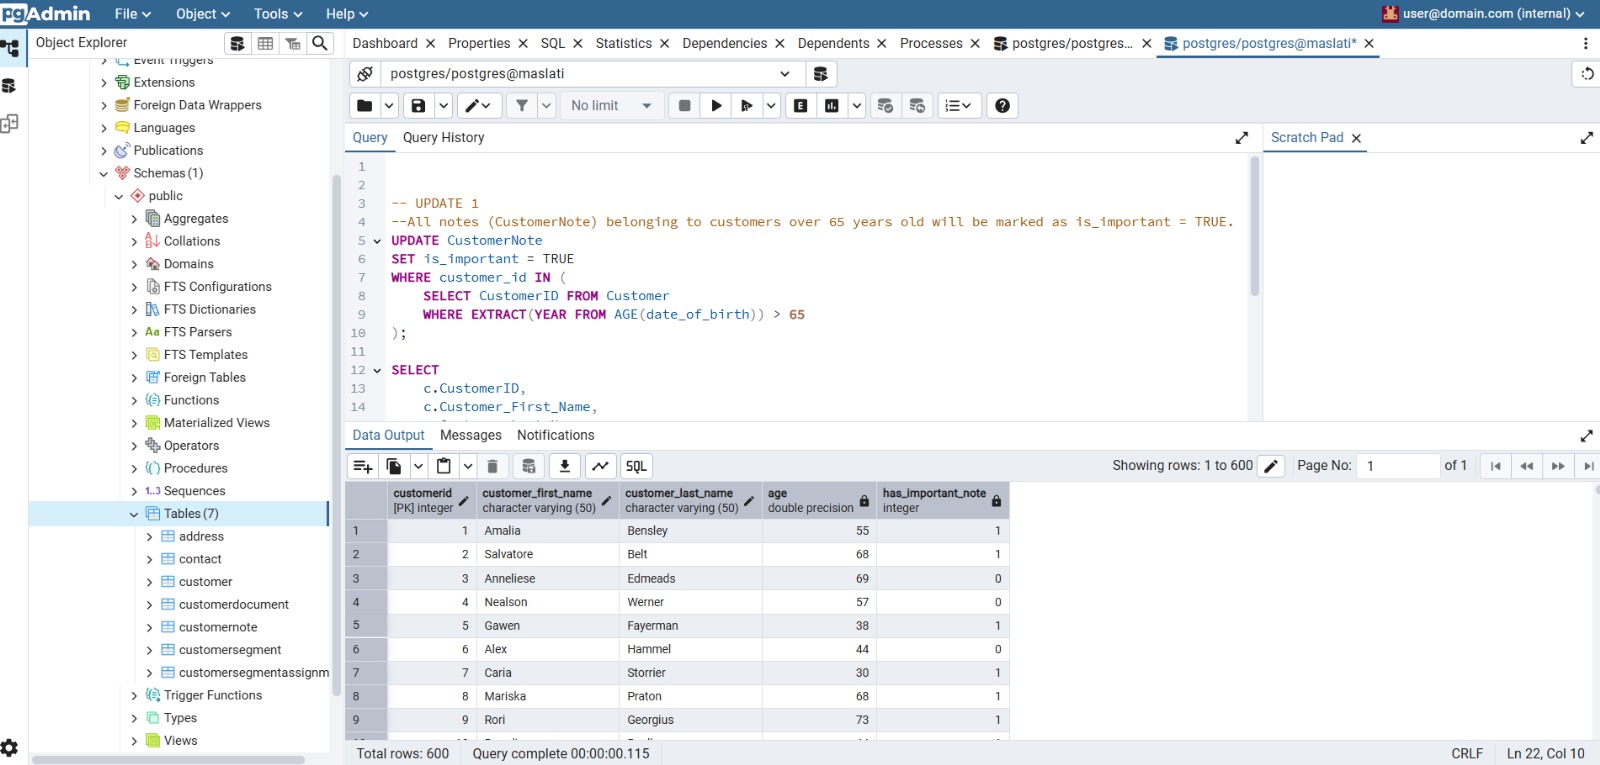 pgAdmin File Object Tools Help user@domain.com (internal)
Object Explorer
Dashboard Properties SQL Statistics Dependencies Dependents Processes postgres/postgres... postgres/postgres@maslati*
Event Triggers
Extensions
Foreign Data Wrappers
Languages
Publications
Schemas (1)
public
Aggregates
Collations
Domains
FTS Configurations
FTS Dictionaries
Aa FTS Parsers
FTS Templates
Foreign Tables
Functions
Materialized Views
Operators
Procedures
1..3 Sequences
Tables (7)
address
contact
customer
customerdocument
customernote
customersegment
customersegmentassignm
Trigger Functions
Types
Views
postgres/postgres@maslati
No limit
E
Query Query History
Scratch Pad
1
2
3 -- UPDATE 1
4 --All notes (CustomerNote) belonging to customers over 65 years old will be marked as is_important = TRUE.
5 UPDATE CustomerNote
6 SET is_important = TRUE
7 WHERE customer_id IN (
8 SELECT CustomerID FROM Customer
9 WHERE EXTRACT(YEAR FROM AGE(date_of_birth)) > 65
10 );
11
12 SELECT
13 c.CustomerID,
14 c.Customer_First_Name,
Data Output Messages Notifications
SQL Showing rows: 1 to 600 Page No: 1 of 1
customerid customer_first_name customer_last_name age has_important_note
[PK] integer character varying (50) character varying (50) double precision integer
1 1 Amalia Bensley 55 1
2 2 Salvatore Belt 68 1
3 3 Anneliese Edmeads 69 0
4 4 Nealson Werner 57 0
5 5 Gawen Fayerman 38 1
6 6 Alex Hammel 44 0
7 7 Caria Storrier 30 1
8 8 Mariska Praton 68 1
9 9 Rori Georgius 73 1
Total rows: 600 Query complete 00:00:00.115 CRLF Ln 22, Col 10